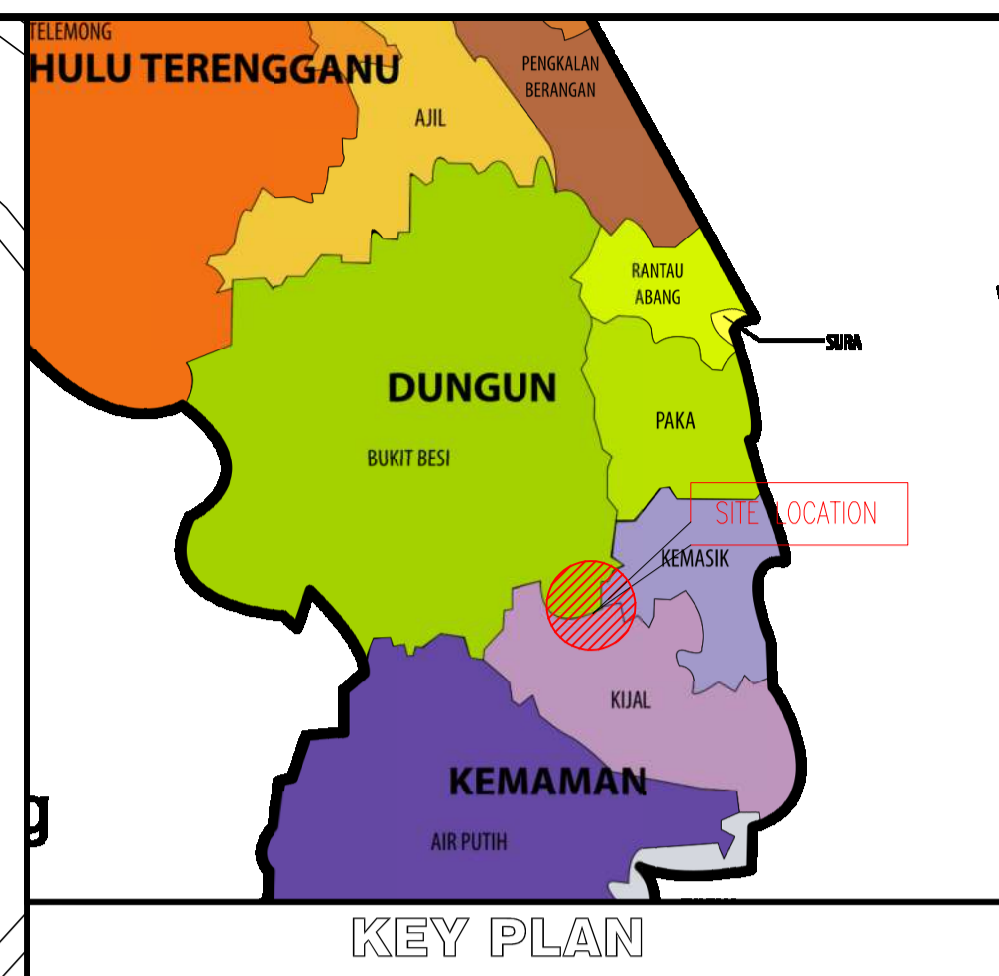 TELEMONG
HULU TERENGGANU
PENGKALAN
BERANGAN
AJIL
RANTAU
ABANG
SURA
DUNGUN
PAKA
BUKIT BESI
SITE LOCATION
KEMASIK
KIJAL
KEMAMAN
g
AIR PUTIH
KEY PLAN